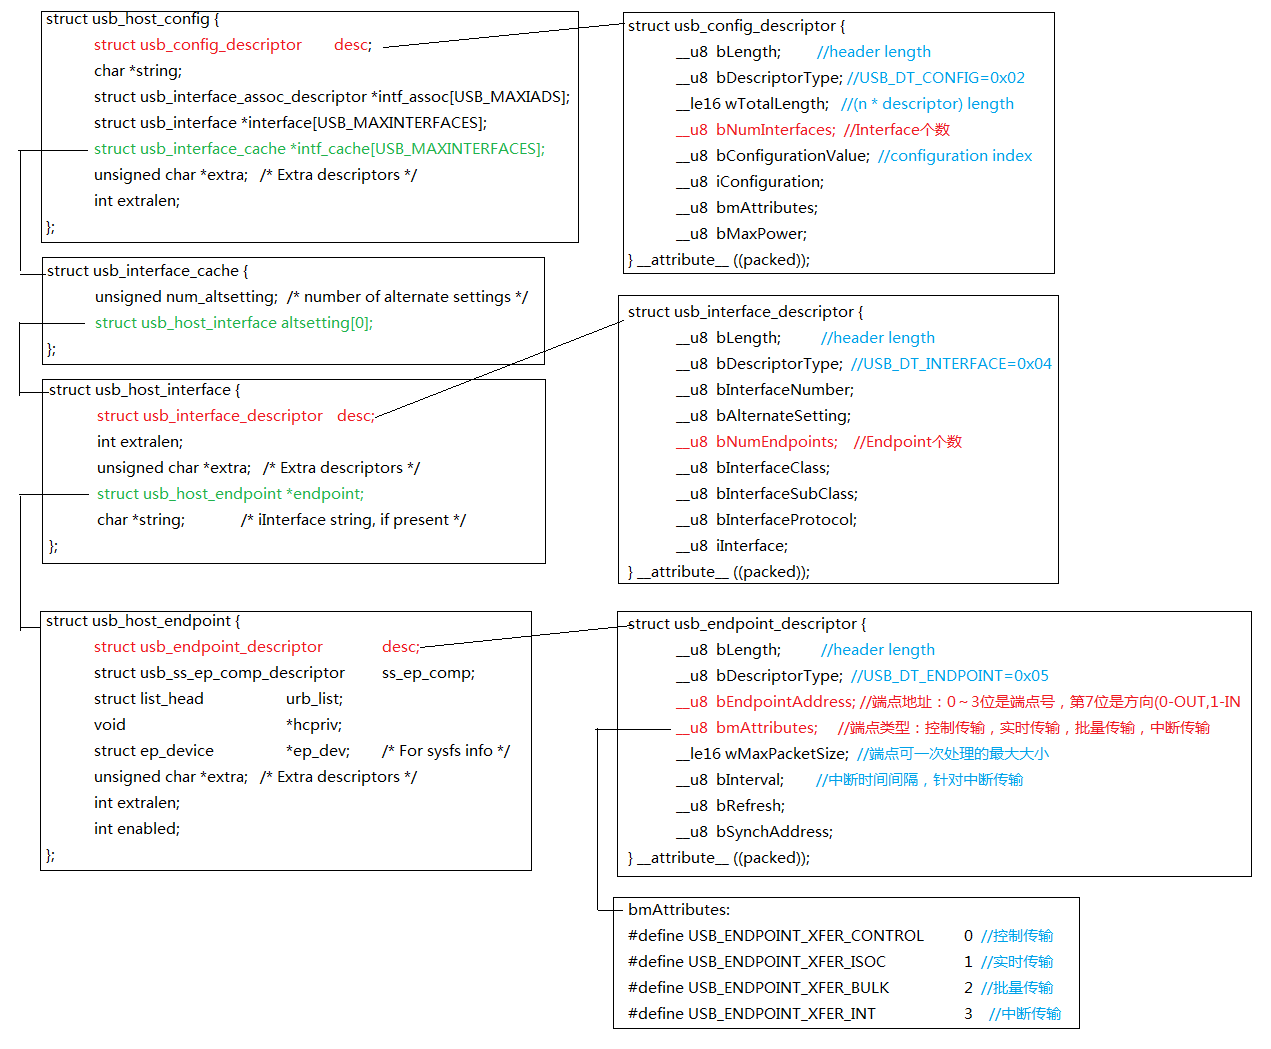 struct usb_host_config {
struct usb_config_descriptor desc;
char *string;
struct usb_interface_assoc_descriptor *intf_assoc[USB_MAXIADS];
struct usb_interface *interface[USB_MAXINTERFACES];
struct usb_interface_cache *intf_cache[USB_MAXINTERFACES];
unsigned char *extra; /* Extra descriptors */
int extralen;
};
struct usb_interface_cache {
unsigned num_altsetting; /* number of alternate settings */
struct usb_host_interface altsetting[0];
};
struct usb_host_interface {
struct usb_interface_descriptor desc;
int extralen;
unsigned char *extra; /* Extra descriptors */
struct usb_host_endpoint *endpoint;
char *string; /* iInterface string, if present */
};
struct usb_host_endpoint {
struct usb_endpoint_descriptor desc;
struct usb_ss_ep_comp_descriptor ss_ep_comp;
struct list_head urb_list;
void *hcpriv;
struct ep_device *ep_dev; /* For sysfs info */
unsigned char *extra; /* Extra descriptors */
int extralen;
int enabled;
};
struct usb_config_descriptor {
__u8 bLength; //header length
__u8 bDescriptorType; //USB_DT_CONFIG=0x02
__le16 wTotalLength; //(n * descriptor) length
__u8 bNumInterfaces; //Interface个数
__u8 bConfigurationValue; //configuration index
__u8 iConfiguration;
__u8 bmAttributes;
__u8 bMaxPower;
} __attribute__ ((packed));
struct usb_interface_descriptor {
__u8 bLength; //header length
__u8 bDescriptorType; //USB_DT_INTERFACE=0x04
__u8 bInterfaceNumber;
__u8 bAlternateSetting;
__u8 bNumEndpoints; //Endpoint个数
__u8 bInterfaceClass;
__u8 bInterfaceSubClass;
__u8 bInterfaceProtocol;
__u8 iInterface;
} __attribute__ ((packed));
struct usb_endpoint_descriptor {
__u8 bLength; //header length
__u8 bDescriptorType; //USB_DT_ENDPOINT=0x05
__u8 bEndpointAddress; //端点地址：0～3位是端点号，第7位是方向(0-OUT,1-IN
__u8 bmAttributes; //端点类型：控制传输，实时传输，批量传输，中断传输
__le16 wMaxPacketSize; //端点可一次处理的最大大小
__u8 bInterval; //中断时间间隔，针对中断传输
__u8 bRefresh;
__u8 bSynchAddress;
} __attribute__ ((packed));
bmAttributes:
#define USB_ENDPOINT_XFER_CONTROL 0 //控制传输
#define USB_ENDPOINT_XFER_ISOC 1 //实时传输
#define USB_ENDPOINT_XFER_BULK 2 //批量传输
#define USB_ENDPOINT_XFER_INT 3 //中断传输